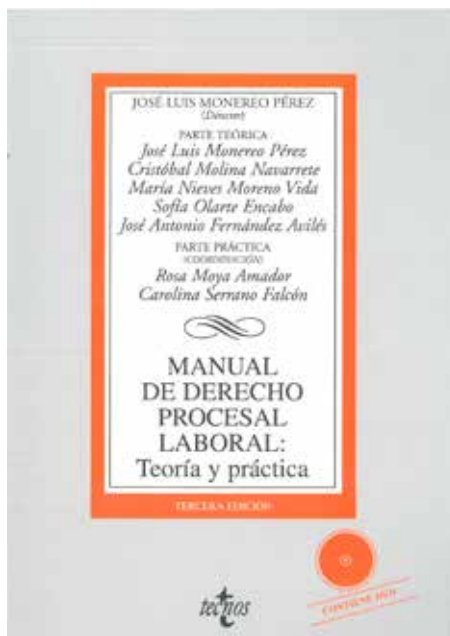 JOSÉ LUIS MONEREO PÉREZ
(Director)
PARTE TEÓRICA
José Luis Monereo Pérez
Cristóbal Molina Navarrete
María Nieves Moreno Vida
Sofía Olarte Encabo
José Antonio Fernández Avilés
PARTE PRÁCTICA
(COORDINACIÓN)
Rosa Moya Amador
Carolina Serrano Falcón
MANUAL
DE DERECHO
PROCESAL
LABORAL:
Teoría y práctica
TERCERA EDICIÓN
CONTIENE DVD
tecnos